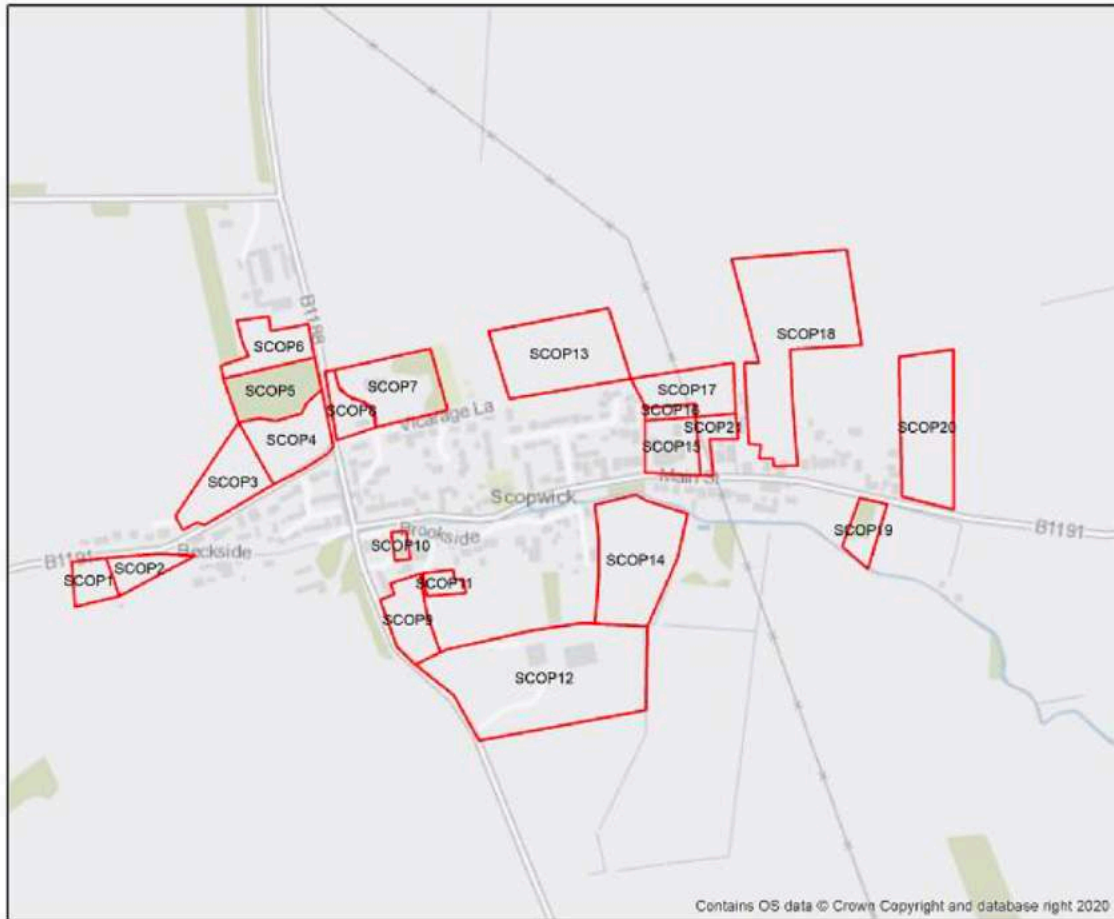 B1188
SCOP18
SCOP6
SCOP13
SCOP5
SCOP7
SCOP17
SCOP8
SCOP16
Vicarage La
SCOP21
SCOP20
SCOP4
SCOP15
SCOP3
Main St
Scopwick
SCOP19
B1191
Brookside
SCOP10
Beckside
B1191
SCOP2
SCOP14
SCOP1
SCOP11
SCOP9
SCOP12
Contains OS data © Crown Copyright and database right 2020